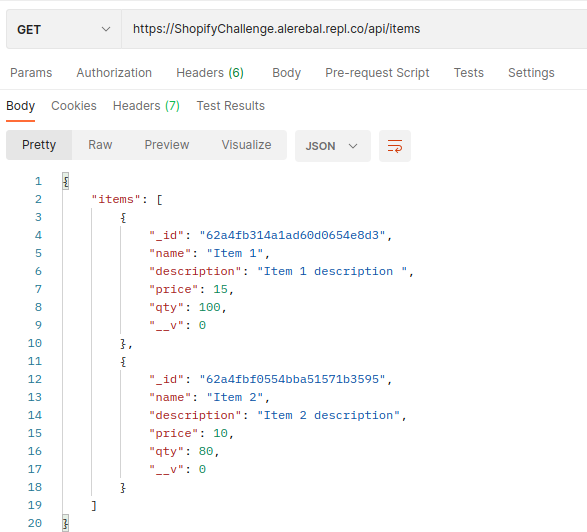 GET https://ShopifyChallenge.alerebal.repl.co/api/items
Params Authorization Headers (6) Body Pre-request Script Tests Settings
Body Cookies Headers (7) Test Results
Pretty Raw Preview Visualize JSON
1 {
2 "items": [
3 {
4 "_id": "62a4fb314a1ad60d0654e8d3",
5 "name": "Item 1",
6 "description": "Item 1 description ",
7 "price": 15,
8 "qty": 100,
9 "__v": 0
10 },
11 {
12 "_id": "62a4fbf0554bba51571b3595",
13 "name": "Item 2",
14 "description": "Item 2 description",
15 "price": 10,
16 "qty": 80,
17 "__v": 0
18 }
19 ]
20 }